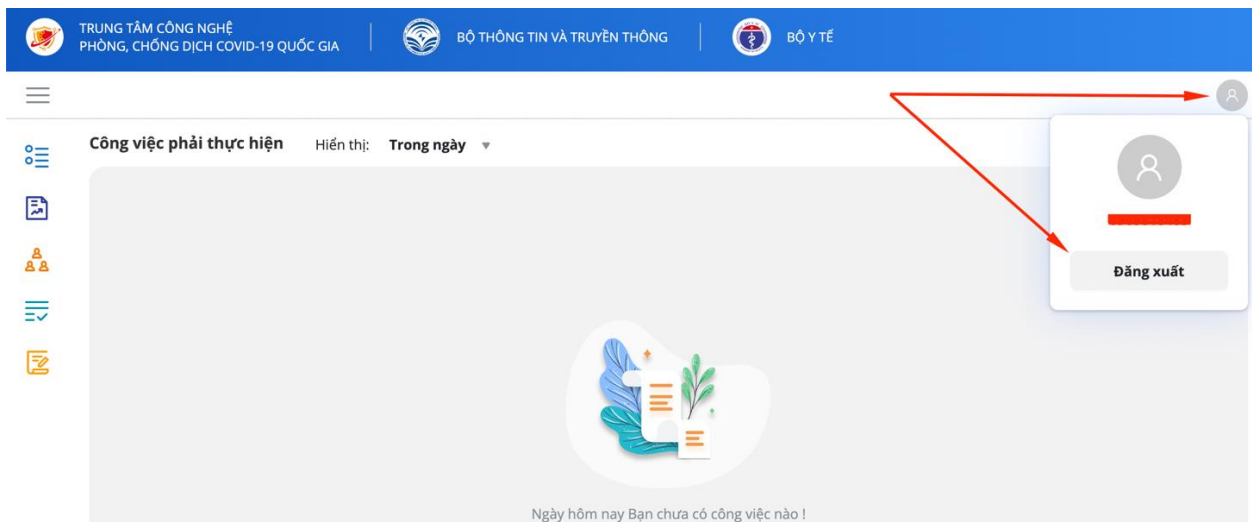 TRUNG TÂM CÔNG NGHỆ
PHÒNG, CHỐNG DỊCH COVID-19 QUỐC GIA
BỘ THÔNG TIN VÀ TRUYỀN THÔNG
BỘ Y TẾ
Công việc phải thực hiện Hiển thị: Trong ngày
Đăng xuất
Ngày hôm nay Bạn chưa có công việc nào !